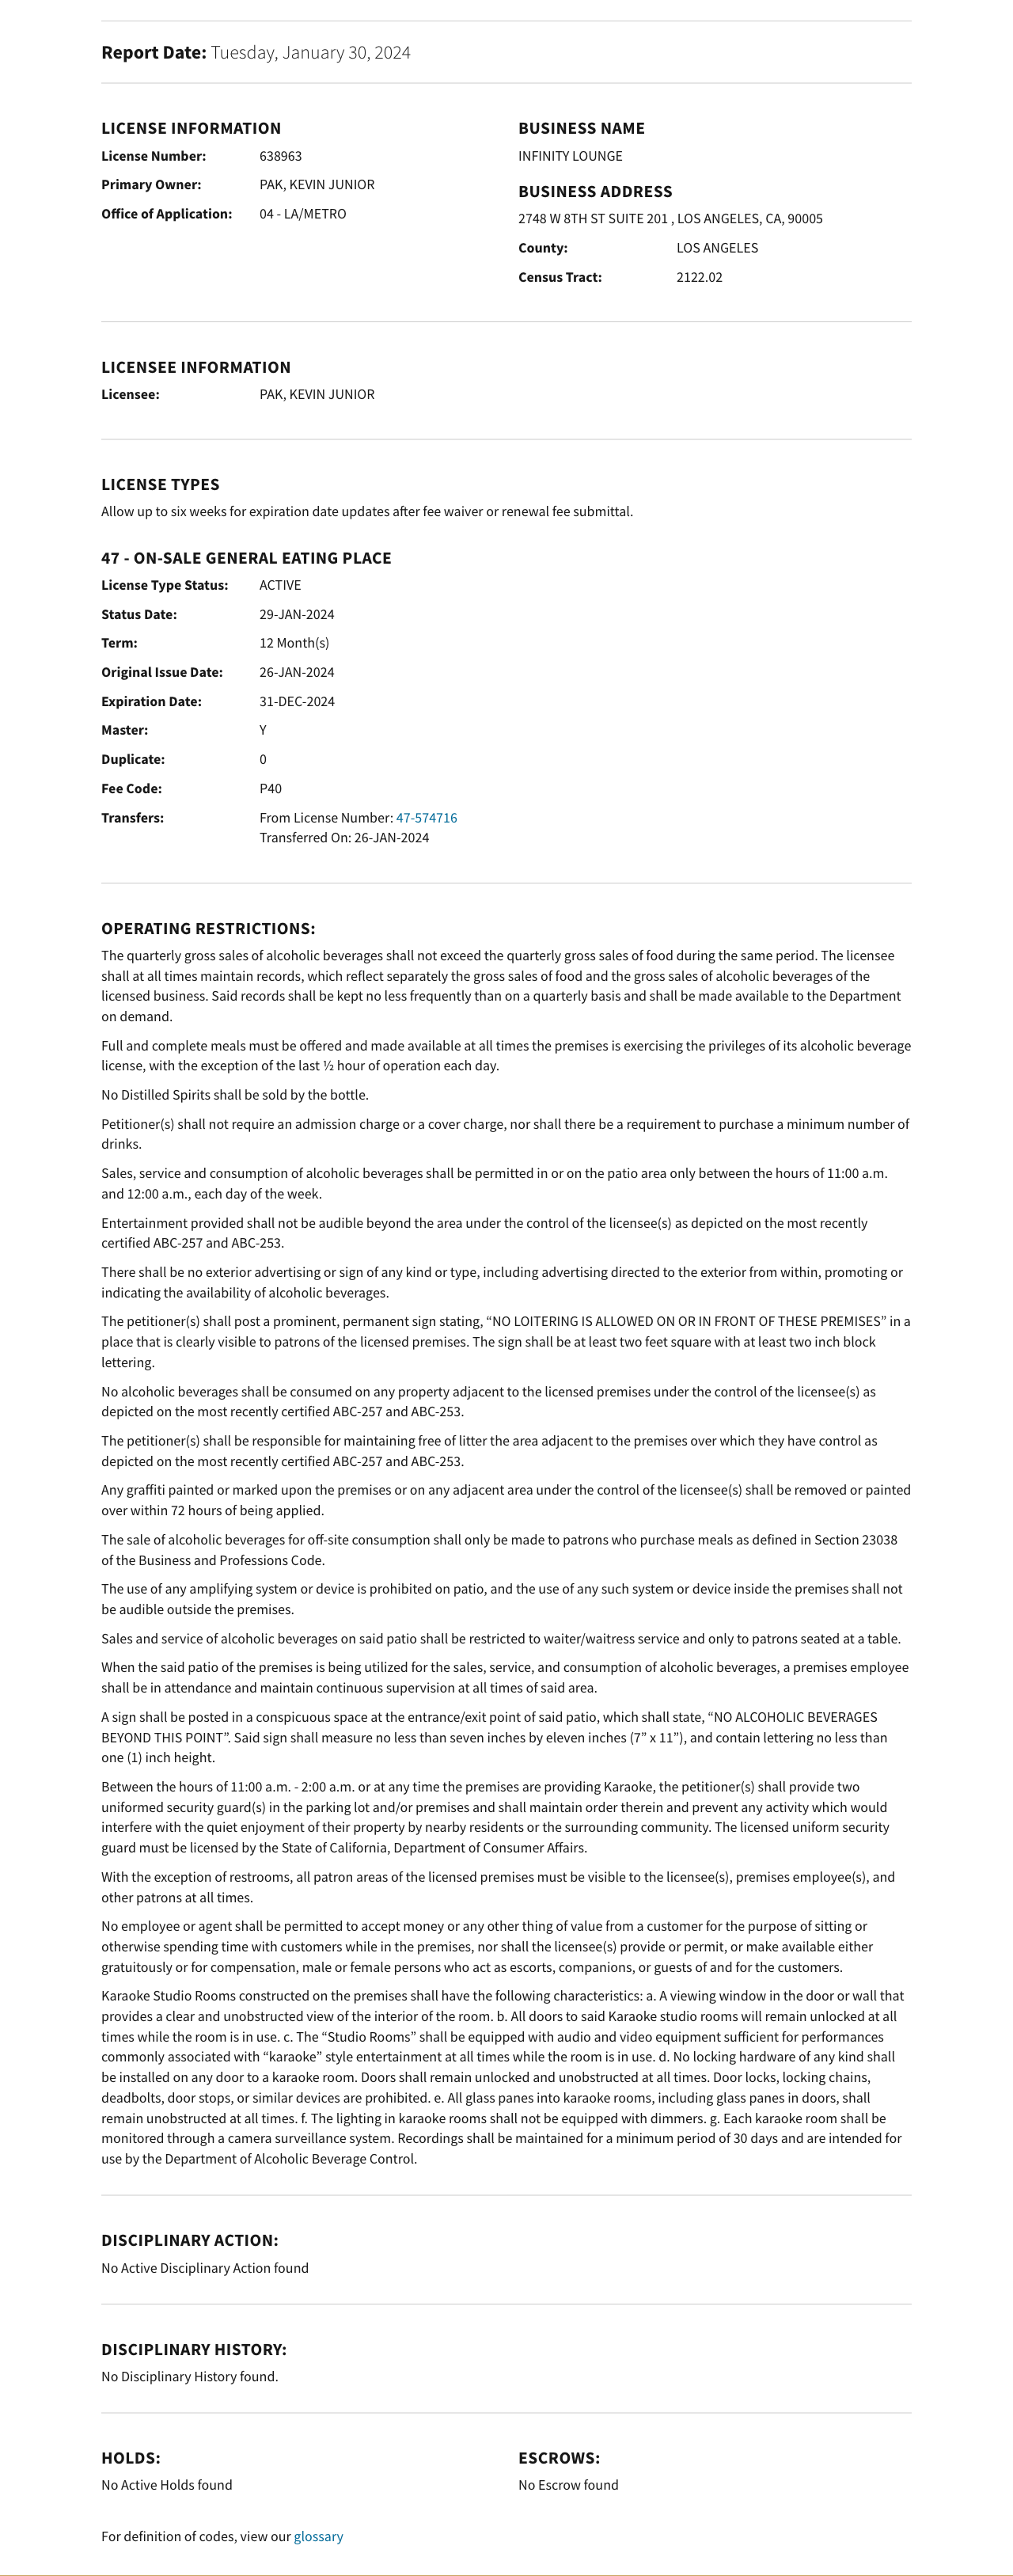 Report Date: Tuesday, January 30, 2024
LICENSE INFORMATION
License Number: 638963
Primary Owner: PAK, KEVIN JUNIOR
Office of Application: 04 - LA/METRO
BUSINESS NAME
INFINITY LOUNGE
BUSINESS ADDRESS
2748 W 8TH ST SUITE 201 , LOS ANGELES, CA, 90005
County: LOS ANGELES
Census Tract: 2122.02
LICENSEE INFORMATION
Licensee: PAK, KEVIN JUNIOR
LICENSE TYPES
Allow up to six weeks for expiration date updates after fee waiver or renewal fee submittal.
47 - ON-SALE GENERAL EATING PLACE
License Type Status: ACTIVE
Status Date: 29-JAN-2024
Term: 12 Month(s)
Original Issue Date: 26-JAN-2024
Expiration Date: 31-DEC-2024
Master: Y
Duplicate: 0
Fee Code: P40
Transfers: From License Number: 47-574716
Transferred On: 26-JAN-2024
OPERATING RESTRICTIONS:
The quarterly gross sales of alcoholic beverages shall not exceed the quarterly gross sales of food during the same period. The licensee
shall at all times maintain records, which reflect separately the gross sales of food and the gross sales of alcoholic beverages of the
licensed business. Said records shall be kept no less frequently than on a quarterly basis and shall be made available to the Department
on demand.
Full and complete meals must be offered and made available at all times the premises is exercising the privileges of its alcoholic beverage
license, with the exception of the last ½ hour of operation each day.
No Distilled Spirits shall be sold by the bottle.
Petitioner(s) shall not require an admission charge or a cover charge, nor shall there be a requirement to purchase a minimum number of
drinks.
Sales, service and consumption of alcoholic beverages shall be permitted in or on the patio area only between the hours of 11:00 a.m.
and 12:00 a.m., each day of the week.
Entertainment provided shall not be audible beyond the area under the control of the licensee(s) as depicted on the most recently
certified ABC-257 and ABC-253.
There shall be no exterior advertising or sign of any kind or type, including advertising directed to the exterior from within, promoting or
indicating the availability of alcoholic beverages.
The petitioner(s) shall post a prominent, permanent sign stating, “NO LOITERING IS ALLOWED ON OR IN FRONT OF THESE PREMISES” in a
place that is clearly visible to patrons of the licensed premises. The sign shall be at least two feet square with at least two inch block
lettering.
No alcoholic beverages shall be consumed on any property adjacent to the licensed premises under the control of the licensee(s) as
depicted on the most recently certified ABC-257 and ABC-253.
The petitioner(s) shall be responsible for maintaining free of litter the area adjacent to the premises over which they have control as
depicted on the most recently certified ABC-257 and ABC-253.
Any graffiti painted or marked upon the premises or on any adjacent area under the control of the licensee(s) shall be removed or painted
over within 72 hours of being applied.
The sale of alcoholic beverages for off-site consumption shall only be made to patrons who purchase meals as defined in Section 23038
of the Business and Professions Code.
The use of any amplifying system or device is prohibited on patio, and the use of any such system or device inside the premises shall not
be audible outside the premises.
Sales and service of alcoholic beverages on said patio shall be restricted to waiter/waitress service and only to patrons seated at a table.
When the said patio of the premises is being utilized for the sales, service, and consumption of alcoholic beverages, a premises employee
shall be in attendance and maintain continuous supervision at all times of said area.
A sign shall be posted in a conspicuous space at the entrance/exit point of said patio, which shall state, “NO ALCOHOLIC BEVERAGES
BEYOND THIS POINT”. Said sign shall measure no less than seven inches by eleven inches (7” x 11”), and contain lettering no less than
one (1) inch height.
Between the hours of 11:00 a.m. - 2:00 a.m. or at any time the premises are providing Karaoke, the petitioner(s) shall provide two
uniformed security guard(s) in the parking lot and/or premises and shall maintain order therein and prevent any activity which would
interfere with the quiet enjoyment of their property by nearby residents or the surrounding community. The licensed uniform security
guard must be licensed by the State of California, Department of Consumer Affairs.
With the exception of restrooms, all patron areas of the licensed premises must be visible to the licensee(s), premises employee(s), and
other patrons at all times.
No employee or agent shall be permitted to accept money or any other thing of value from a customer for the purpose of sitting or
otherwise spending time with customers while in the premises, nor shall the licensee(s) provide or permit, or make available either
gratuitously or for compensation, male or female persons who act as escorts, companions, or guests of and for the customers.
Karaoke Studio Rooms constructed on the premises shall have the following characteristics: a. A viewing window in the door or wall that
provides a clear and unobstructed view of the interior of the room. b. All doors to said Karaoke studio rooms will remain unlocked at all
times while the room is in use. c. The “Studio Rooms” shall be equipped with audio and video equipment sufficient for performances
commonly associated with “karaoke” style entertainment at all times while the room is in use. d. No locking hardware of any kind shall
be installed on any door to a karaoke room. Doors shall remain unlocked and unobstructed at all times. Door locks, locking chains,
deadbolts, door stops, or similar devices are prohibited. e. All glass panes into karaoke rooms, including glass panes in doors, shall
remain unobstructed at all times. f. The lighting in karaoke rooms shall not be equipped with dimmers. g. Each karaoke room shall be
monitored through a camera surveillance system. Recordings shall be maintained for a minimum period of 30 days and are intended for
use by the Department of Alcoholic Beverage Control.
DISCIPLINARY ACTION:
No Active Disciplinary Action found
DISCIPLINARY HISTORY:
No Disciplinary History found.
HOLDS:
No Active Holds found
ESCROWS:
No Escrow found
For definition of codes, view our glossary